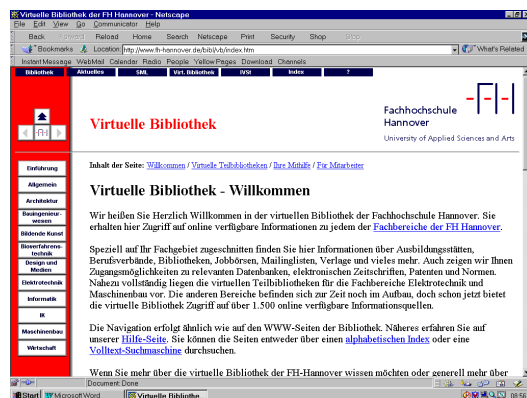 Virtuelle Bibliothek der FH Hannover - Netscape
File Edit View Go Communicator Help
Back Forward Reload Home Search Netscape Print Security Shop Stop
Bookmarks Location: http://www.fh-hannover.de/bibl/vb/index.htm What's Related
Instant Message WebMail Calendar Radio People Yellow Pages Download Channels
Bibliothek Aktuelles SML Virt. Bibliothek IVSt Index ?
Fachhochschule
Hannover
University of Applied Sciences and Arts
-FH
Virtuelle Bibliothek
Einführung
Allgemein
Architektur
Bauingenieur-
wesen
Bildende Kunst
Bioverfahrens-
technik
Design und
Medien
Elektrotechnik
Informatik
IK
Maschinenbau
Wirtschaft
Inhalt der Seite: Willkommen / Virtuelle Teilbibliotheken / Ihre Mithilfe / Für Mitarbeiter
Virtuelle Bibliothek - Willkommen
Wir heißen Sie Herzlich Willkommen in der virtuellen Bibliothek der Fachhochschule Hannover. Sie
erhalten hier Zugriff auf online verfügbare Informationen zu jedem der Fachbereiche der FH Hannover.
Speziell auf Ihr Fachgebiet zugeschnitten finden Sie hier Informationen über Ausbildungsstätten,
Berufsverbände, Bibliotheken, Jobbörsen, Mailinglisten, Verlage und vieles mehr. Auch zeigen wir Ihnen
Zugangsmöglichkeiten zu relevanten Datenbanken, elektronischen Zeitschriften, Patenten und Normen.
Nahezu vollständig liegen die virtuellen Teilbibliotheken für die Fachbereiche Elektrotechnik und
Maschinenbau vor. Die anderen Bereiche befinden sich zur Zeit noch im Aufbau, doch schon jetzt bietet
die virtuelle Bibliothek Zugriff auf über 1.500 online verfügbare Informationsquellen.
Die Navigation erfolgt ähnlich wie auf den WWW-Seiten der Bibliothek. Näheres erfahren Sie auf
unserer Hilfe-Seite. Sie können die Seiten entweder über einen alphabetischen Index oder eine
Volltext-Suchmaschine durchsuchen.
Wenn Sie mehr über die virtuelle Bibliothek der FH-Hannover wissen möchten oder generell mehr über
Document: Done
Start Microsoft Word Virtuelle Bibliothe... 08:56